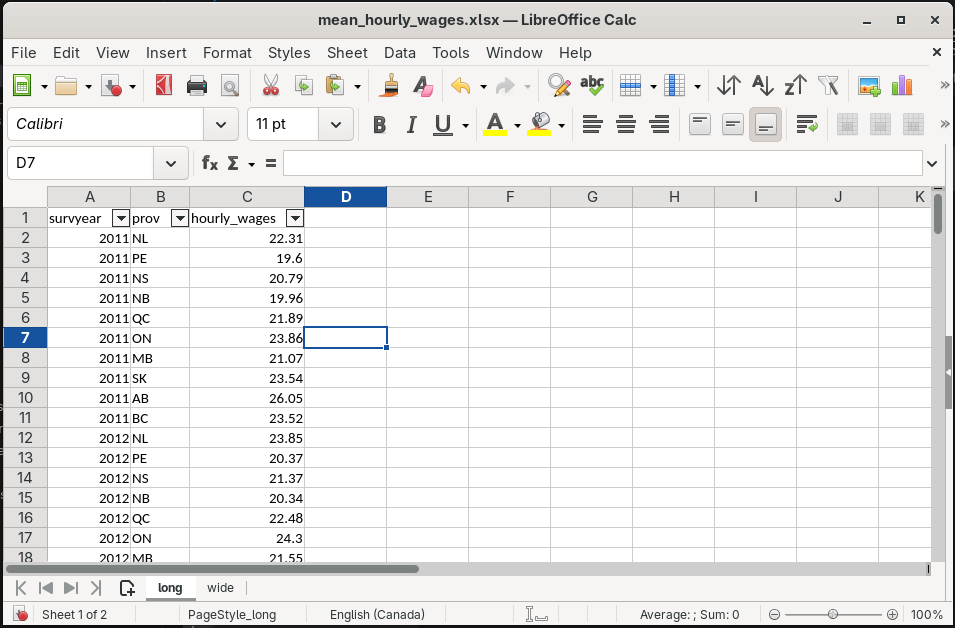 mean_hourly_wages.xlsx — LibreOffice Calc
File Edit View Insert Format Styles Sheet Data Tools Window Help
Calibri 11 pt
D7
A B C D E F G H I J K
1 survyear prov hourly_wages
2 2011 NL 22.31
3 2011 PE 19.6
4 2011 NS 20.79
5 2011 NB 19.96
6 2011 QC 21.89
7 2011 ON 23.86
8 2011 MB 21.07
9 2011 SK 23.54
10 2011 AB 26.05
11 2011 BC 23.52
12 2012 NL 23.85
13 2012 PE 20.37
14 2012 NS 21.37
15 2012 NB 20.34
16 2012 QC 22.48
17 2012 ON 24.3
18 2012 MB 21.55
long wide
Sheet 1 of 2 PageStyle_long English (Canada) Average: ; Sum: 0 100%